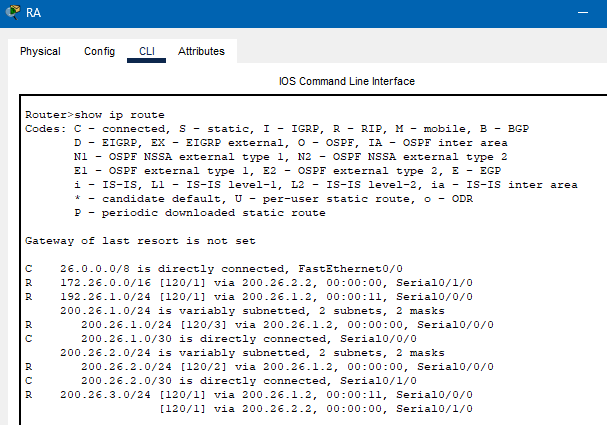 RA
Physical Config CLI Attributes
IOS Command Line Interface
Router>show ip route
Codes: C - connected, S - static, I - IGRP, R - RIP, M - mobile, B - BGP
D - EIGRP, EX - EIGRP external, O - OSPF, IA - OSPF inter area
N1 - OSPF NSSA external type 1, N2 - OSPF NSSA external type 2
E1 - OSPF external type 1, E2 - OSPF external type 2, E - EGP
i - IS-IS, L1 - IS-IS level-1, L2 - IS-IS level-2, ia - IS-IS inter area
* - candidate default, U - per-user static route, o - ODR
P - periodic downloaded static route
Gateway of last resort is not set
C 26.0.0.0/8 is directly connected, FastEthernet0/0
R 172.26.0.0/16 [120/1] via 200.26.2.2, 00:00:00, Serial0/1/0
R 192.26.1.0/24 [120/1] via 200.26.1.2, 00:00:11, Serial0/0/0
200.26.1.0/24 is variably subnetted, 2 subnets, 2 masks
R 200.26.1.0/24 [120/3] via 200.26.1.2, 00:00:00, Serial0/0/0
C 200.26.1.0/30 is directly connected, Serial0/0/0
200.26.2.0/24 is variably subnetted, 2 subnets, 2 masks
R 200.26.2.0/24 [120/2] via 200.26.1.2, 00:00:00, Serial0/0/0
C 200.26.2.0/30 is directly connected, Serial0/1/0
R 200.26.3.0/24 [120/1] via 200.26.1.2, 00:00:11, Serial0/0/0
[120/1] via 200.26.2.2, 00:00:00, Serial0/1/0